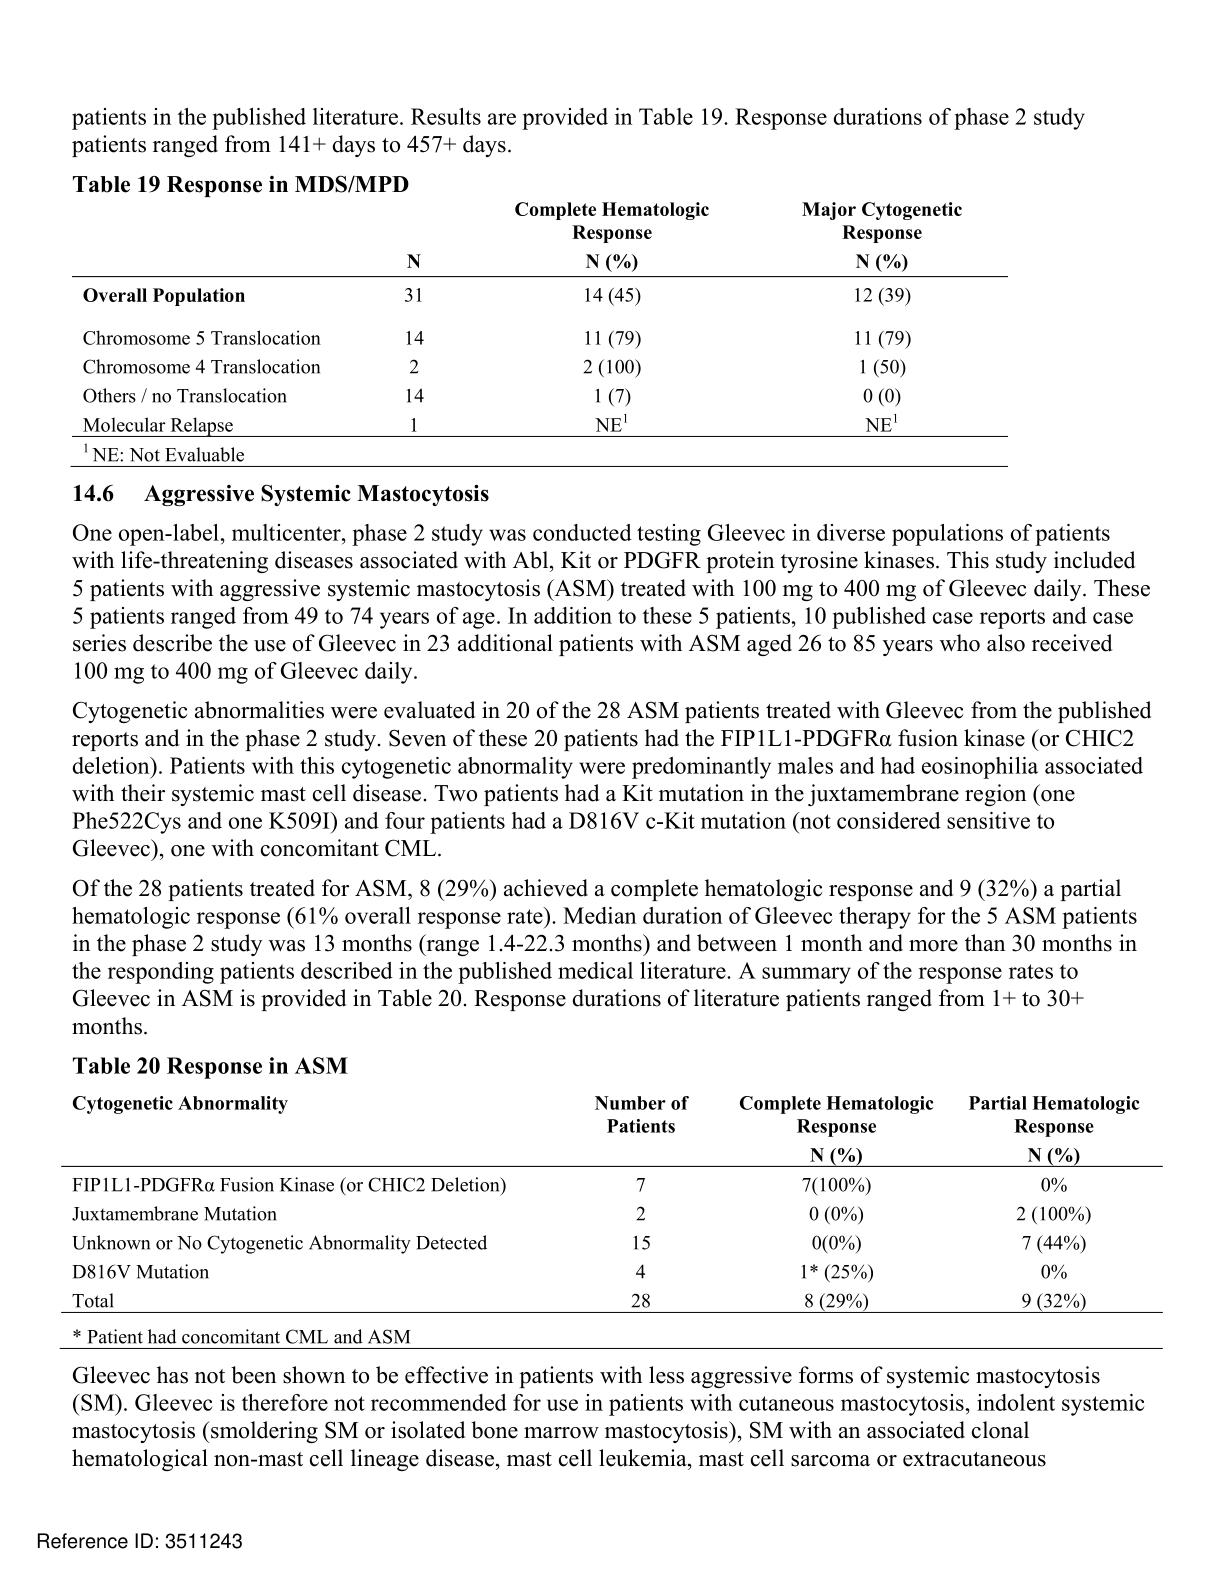 patients in the published literature. Results are provided in Table 19. Response durations of phase 2 study
patients ranged from 141+ days to 457+ days.
Table 19 Response in MDS/MPD
Complete Hematologic Major Cytogenetic
Response Response
N N (%) N (%)
Overall Population 31 14 (45) 12 (39)
Chromosome 5 Translocation 14 11 (79) 11 (79)
Chromosome 4 Translocation 2 2 (100) 1 (50)
Others / no Translocation 14 1 (7) 0 (0)
Molecular Relapse 1 NE¹ NE¹
¹ NE: Not Evaluable
14.6 Aggressive Systemic Mastocytosis
One open-label, multicenter, phase 2 study was conducted testing Gleevec in diverse populations of patients
with life-threatening diseases associated with Abl, Kit or PDGFR protein tyrosine kinases. This study included
5 patients with aggressive systemic mastocytosis (ASM) treated with 100 mg to 400 mg of Gleevec daily. These
5 patients ranged from 49 to 74 years of age. In addition to these 5 patients, 10 published case reports and case
series describe the use of Gleevec in 23 additional patients with ASM aged 26 to 85 years who also received
100 mg to 400 mg of Gleevec daily.
Cytogenetic abnormalities were evaluated in 20 of the 28 ASM patients treated with Gleevec from the published
reports and in the phase 2 study. Seven of these 20 patients had the FIP1L1-PDGFRα fusion kinase (or CHIC2
deletion). Patients with this cytogenetic abnormality were predominantly males and had eosinophilia associated
with their systemic mast cell disease. Two patients had a Kit mutation in the juxtamembrane region (one
Phe522Cys and one K509I) and four patients had a D816V c-Kit mutation (not considered sensitive to
Gleevec), one with concomitant CML.
Of the 28 patients treated for ASM, 8 (29%) achieved a complete hematologic response and 9 (32%) a partial
hematologic response (61% overall response rate). Median duration of Gleevec therapy for the 5 ASM patients
in the phase 2 study was 13 months (range 1.4-22.3 months) and between 1 month and more than 30 months in
the responding patients described in the published medical literature. A summary of the response rates to
Gleevec in ASM is provided in Table 20. Response durations of literature patients ranged from 1+ to 30+
months.
Table 20 Response in ASM
Cytogenetic Abnormality Number of Complete Hematologic Partial Hematologic
Patients Response Response
N (%) N (%)
FIP1L1-PDGFRα Fusion Kinase (or CHIC2 Deletion) 7 7(100%) 0%
Juxtamembrane Mutation 2 0 (0%) 2 (100%)
Unknown or No Cytogenetic Abnormality Detected 15 0(0%) 7 (44%)
D816V Mutation 4 1* (25%) 0%
Total 28 8 (29%) 9 (32%)
* Patient had concomitant CML and ASM
Gleevec has not been shown to be effective in patients with less aggressive forms of systemic mastocytosis
(SM). Gleevec is therefore not recommended for use in patients with cutaneous mastocytosis, indolent systemic
mastocytosis (smoldering SM or isolated bone marrow mastocytosis), SM with an associated clonal
hematological non-mast cell lineage disease, mast cell leukemia, mast cell sarcoma or extracutaneous
Reference ID: 3511243